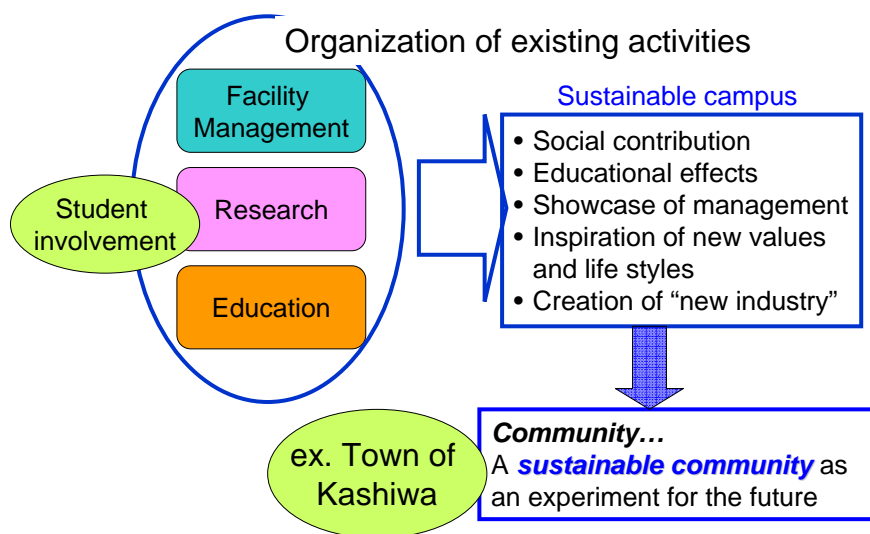 Organization of existing activities
Facility
Management
Research
Education
Student
involvement
Sustainable campus
• Social contribution
• Educational effects
• Showcase of management
• Inspiration of new values
and life styles
• Creation of “new industry”
ex. Town of
Kashiwa
Community…
A sustainable community as
an experiment for the future